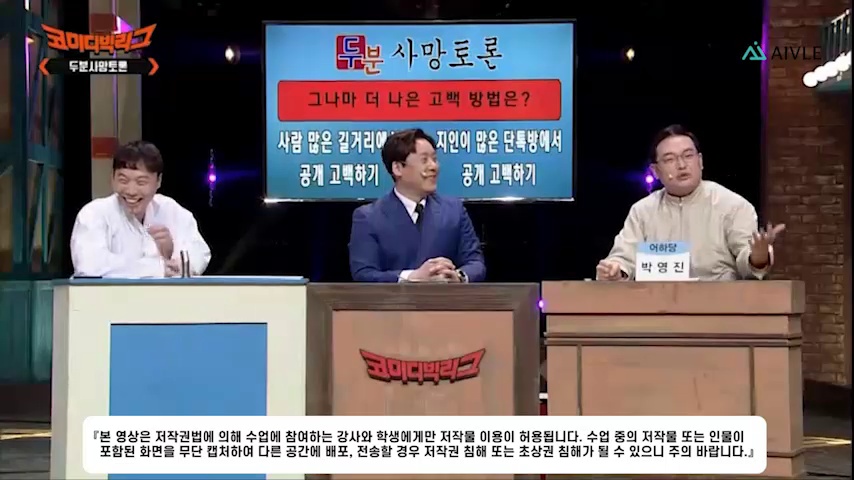 코미디빅리그
두분사망토론
두분 사망토론
그나마 더 나은 고백 방법은?
사람 많은 길거리에
공개 고백하기
지인이 많은 단톡방에서
공개 고백하기
AIVLE
어하당
박영진
코미디빅리그
『본 영상은 저작권법에 의해 수업에 참여하는 강사와 학생에게만 저작물 이용이 허용됩니다. 수업 중의 저작물 또는 인물이
포함된 화면을 무단 캡처하여 다른 공간에 배포, 전송할 경우 저작권 침해 또는 초상권 침해가 될 수 있으니 주의 바랍니다.』